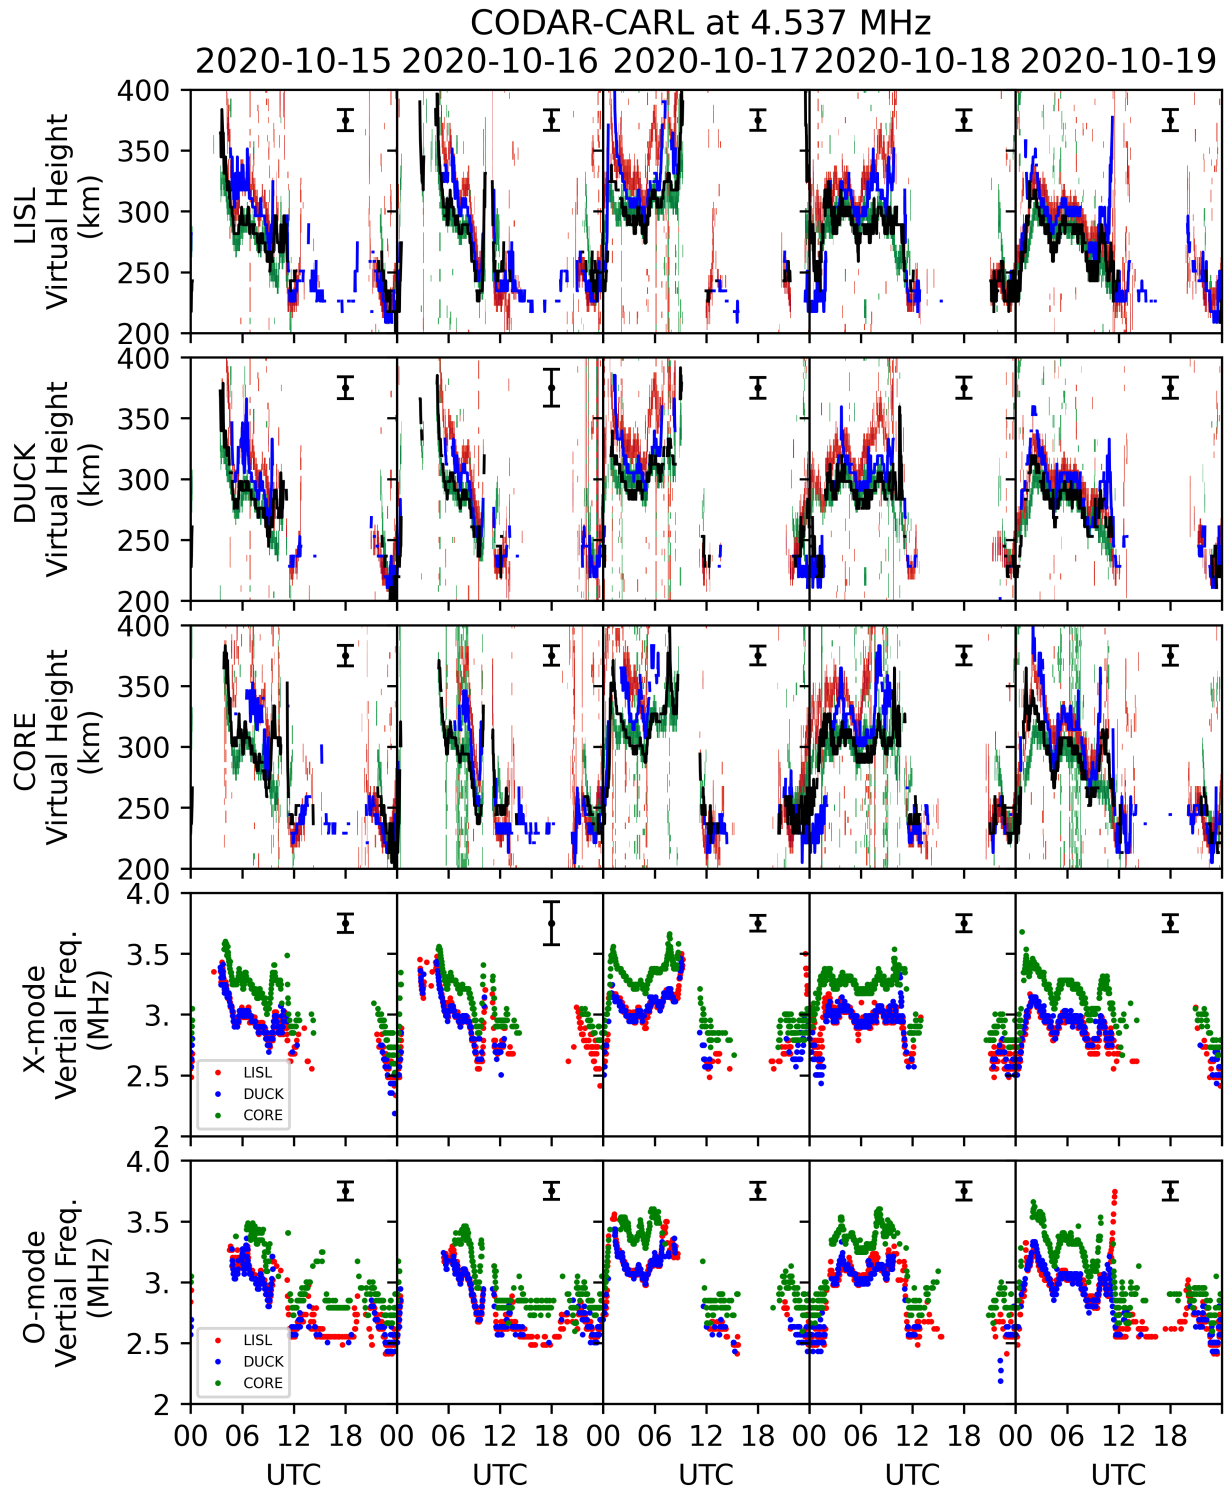 CODAR-CARL at 4.537 MHz
2020-10-15 2020-10-16 2020-10-17 2020-10-18 2020-10-19
LISL
Virtual Height
(km)
400
350
300
250
200
DUCK
Virtual Height
(km)
400
350
300
250
200
CORE
Virtual Height
(km)
400
350
300
250
200
X-mode
Vertial Freq.
(MHz)
4.0
3.5
3
2.5
2
LISL
DUCK
CORE
O-mode
Vertial Freq.
(MHz)
4.0
3.5
3
2.5
2
LISL
DUCK
CORE
00 06 12 18 00 06 12 18 00 06 12 18 00 06 12 18 00 06 12 18
UTC UTC UTC UTC UTC